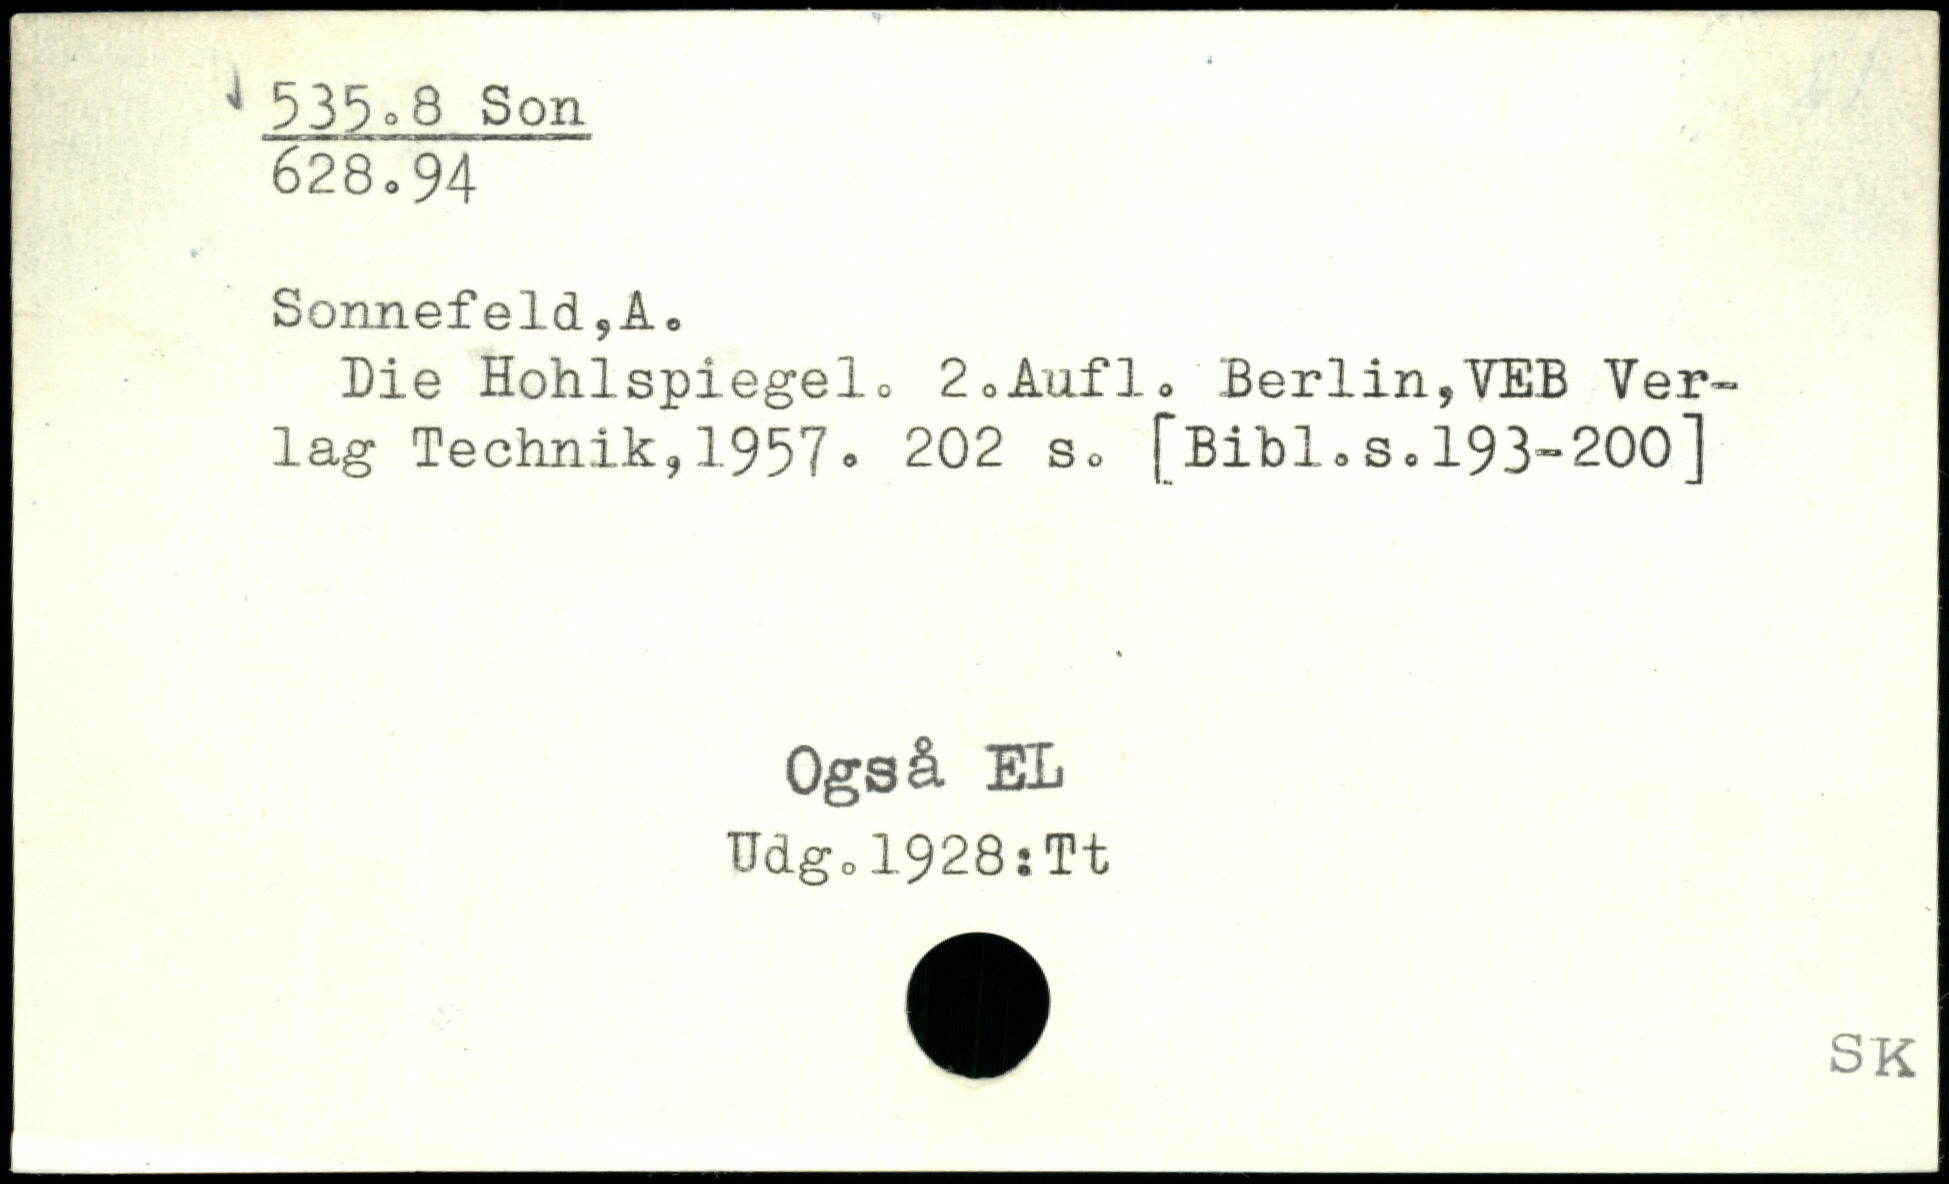 535.8 Son
628.94
Sonnefeld,A.
Die Hohlspiegel. 2.Aufl. Berlin,VEB Ver-
lag Technik,1957. 202 s. [Bibl.s.193-200]
Også EL
Udg.1928:Tt
SK